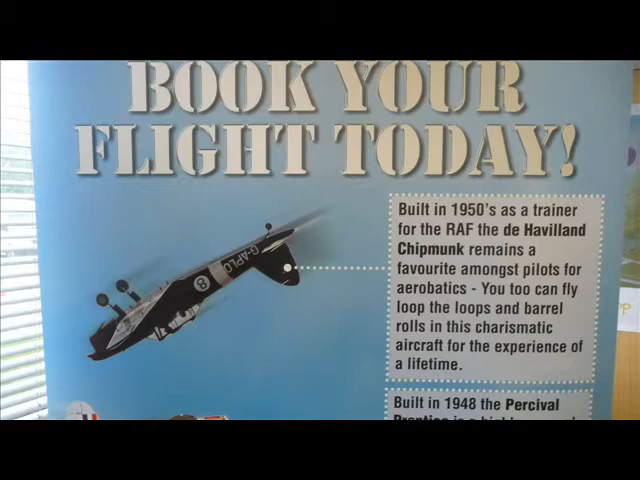 BOOK YOUR
FLIGHT TODAY!
Built in 1950's as a trainer
for the RAF the de Havilland
Chipmunk remains a
favourite amongst pilots for
aerobatics - You too can fly
loop the loops and barrel
rolls in this charismatic
aircraft for the experience of
a lifetime.
G-APLO
8
Built in 1948 the Percival
Prentice is a